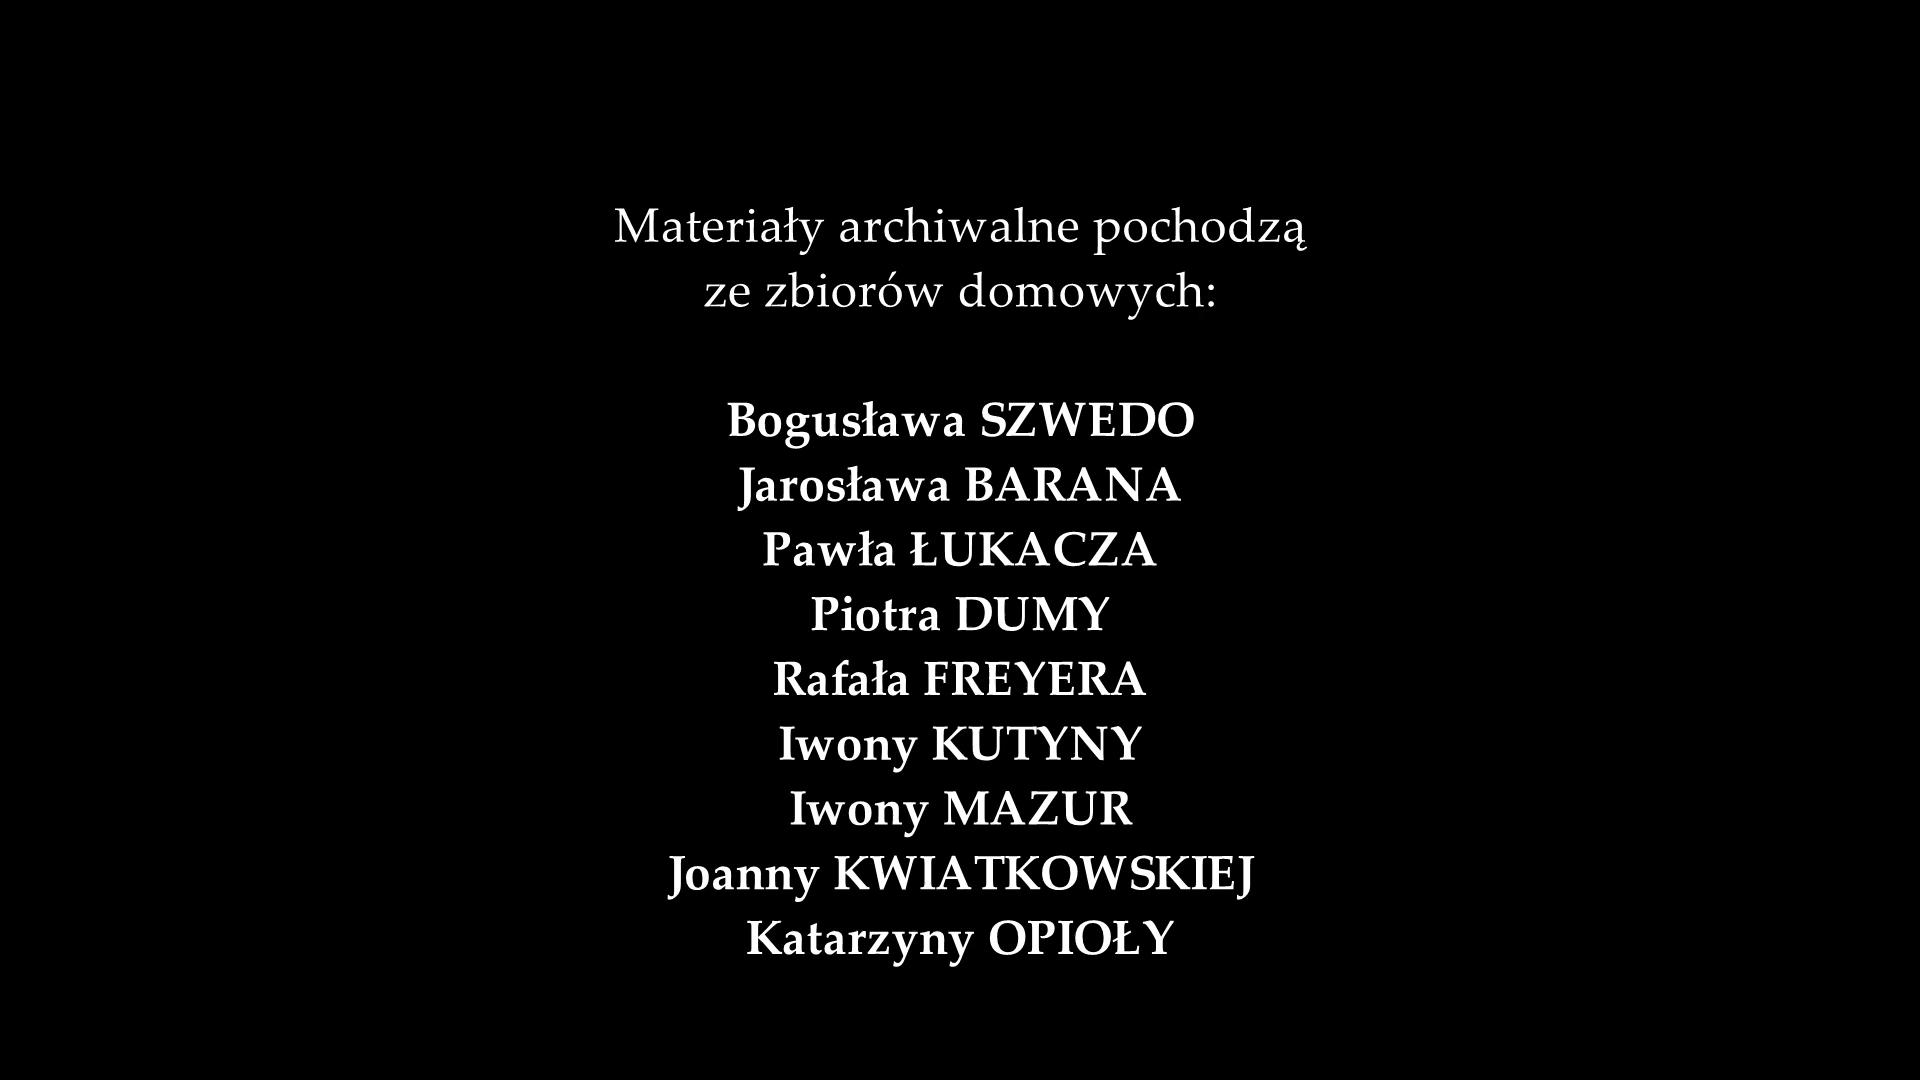 Materiały archiwalne pochodzą
ze zbiorów domowych:
Bogusława SZWEDO
Jarosława BARANA
Pawła ŁUKACZA
Piotra DUMY
Rafała FREYERA
Iwony KUTYNY
Iwony MAZUR
Joanny KWIATKOWSKIEJ
Katarzyny OPIOŁY